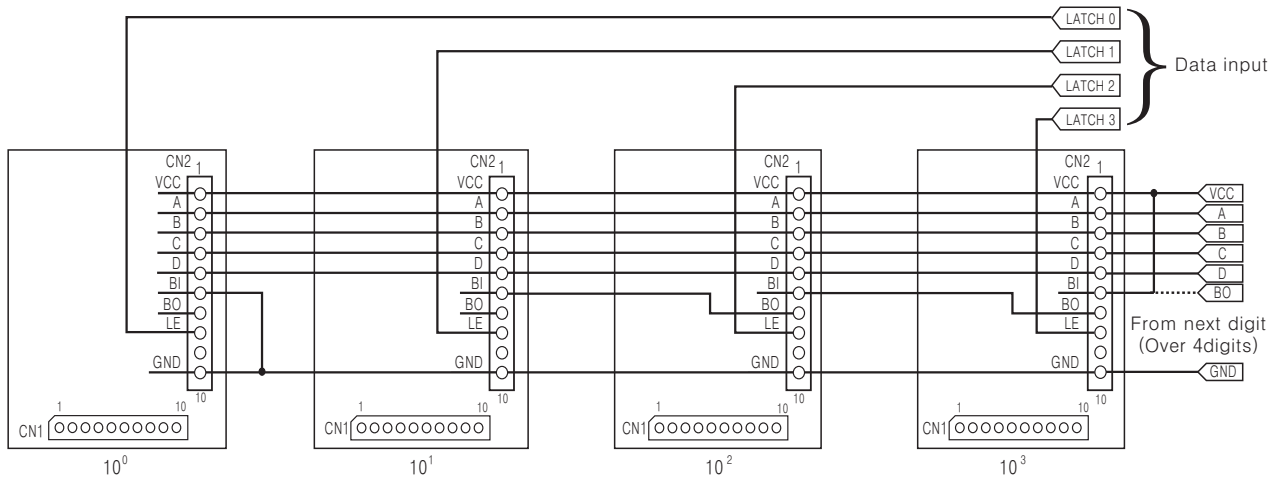 LATCH 0
LATCH 1
LATCH 2
LATCH 3
Data input
CN2 1
VCC
A
B
C
D
BI
BO
LE
GND
10
1 10
CN1
10⁰
CN2 1
VCC
A
B
C
D
BI
BO
LE
GND
10
1 10
CN1
10¹
CN2 1
VCC
A
B
C
D
BI
BO
LE
GND
10
1 10
CN1
10²
CN2 1
VCC
A
B
C
D
BI
BO
LE
GND
10
1 10
CN1
10³
VCC
A
B
C
D
BO
From next digit
(Over 4digits)
GND